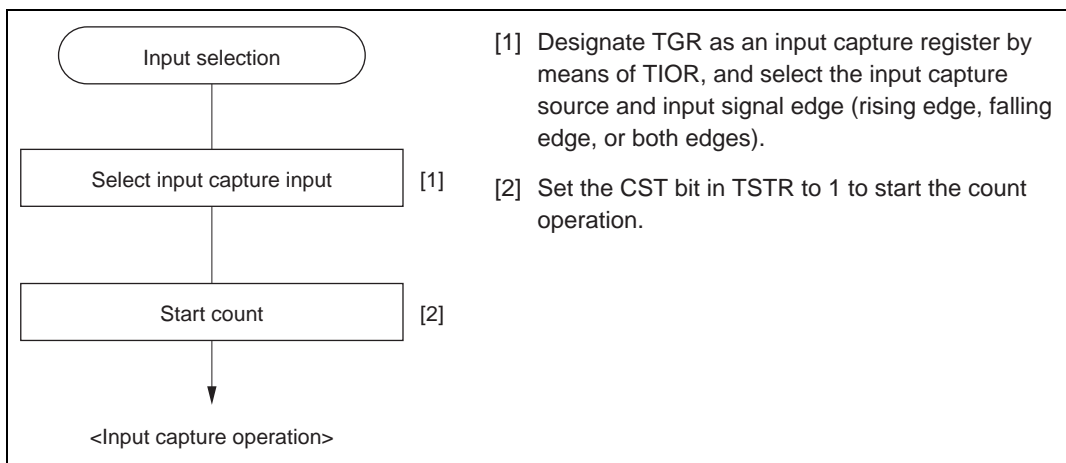 Input selection
Select input capture input
[1]
Start count
[2]
<Input capture operation>
[1] Designate TGR as an input capture register by
means of TIOR, and select the input capture
source and input signal edge (rising edge, falling
edge, or both edges).
[2] Set the CST bit in TSTR to 1 to start the count
operation.